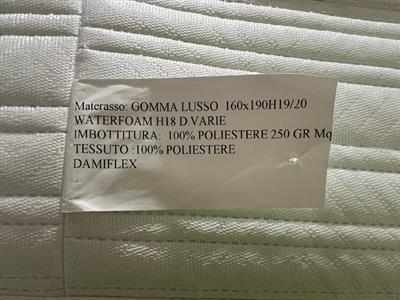 Materasso: GOMMA LUSSO 160x190H19/20
WATERFOAM H18 D.VARIE
IMBOTTITURA: 100% POLIESTERE 250 GR Mq
TESSUTO :100% POLIESTERE
DAMIFLEX